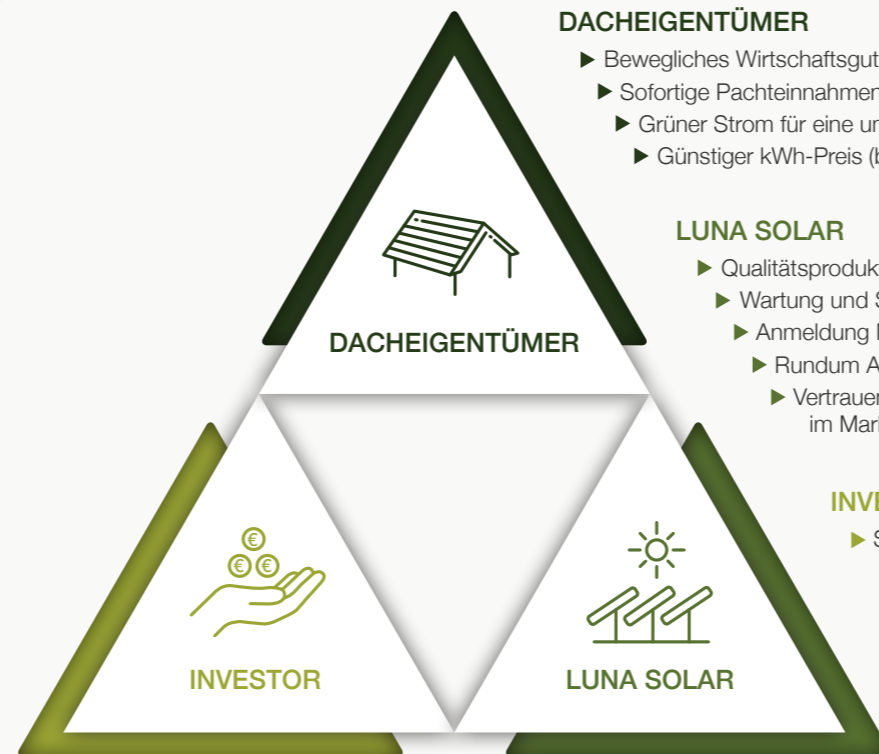 DACHEIGENTÜMER
▶ Bewegliches Wirtschaftsgut
▶ Sofortige Pachteinnahmen
▶ Grüner Strom für eine
▶ Günstiger kWh-Preis
LUNA SOLAR
▶ Qualitätsproduk
▶ Wartung und
▶ Anmeldung
▶ Rundum
▶ Vertrauen
im
DACHEIGENTÜMER
€
€ €
INVESTOR
LUNA SOLAR